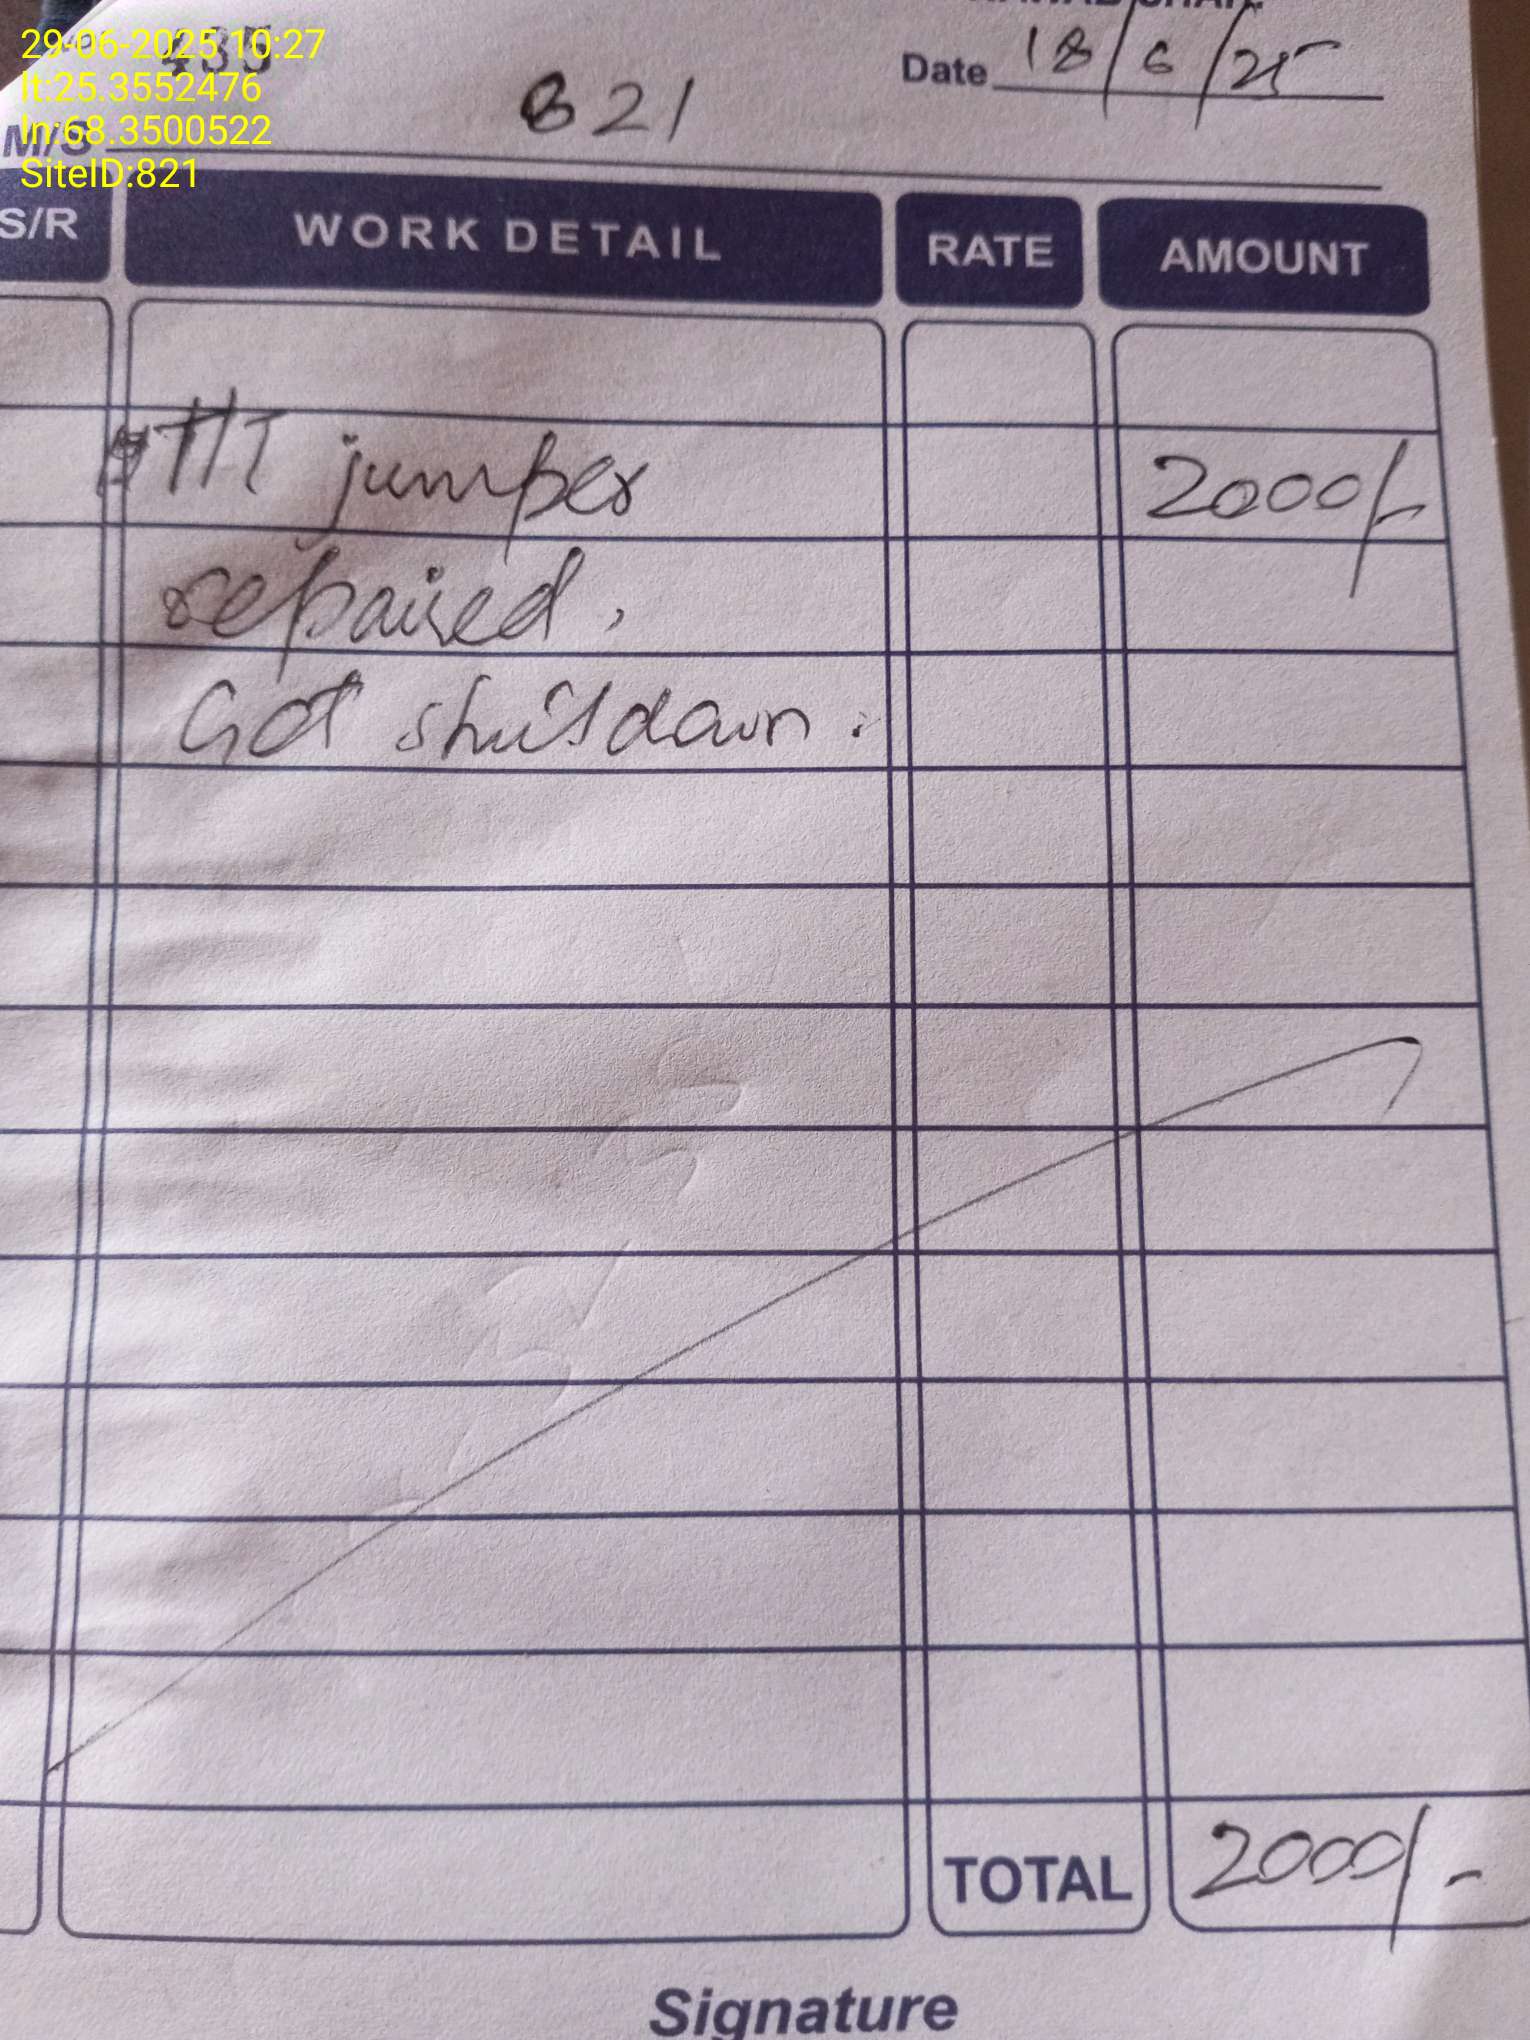 29-06-2025 10:27
lt:25.3552476
ln:68.3500522
SiteID:821
435
Date 18/6/25
M/S 821
S/R WORK DETAIL RATE AMOUNT
HT jumper 2000/-
repaired.
Got shutdown.
TOTAL 2000/-
Signature